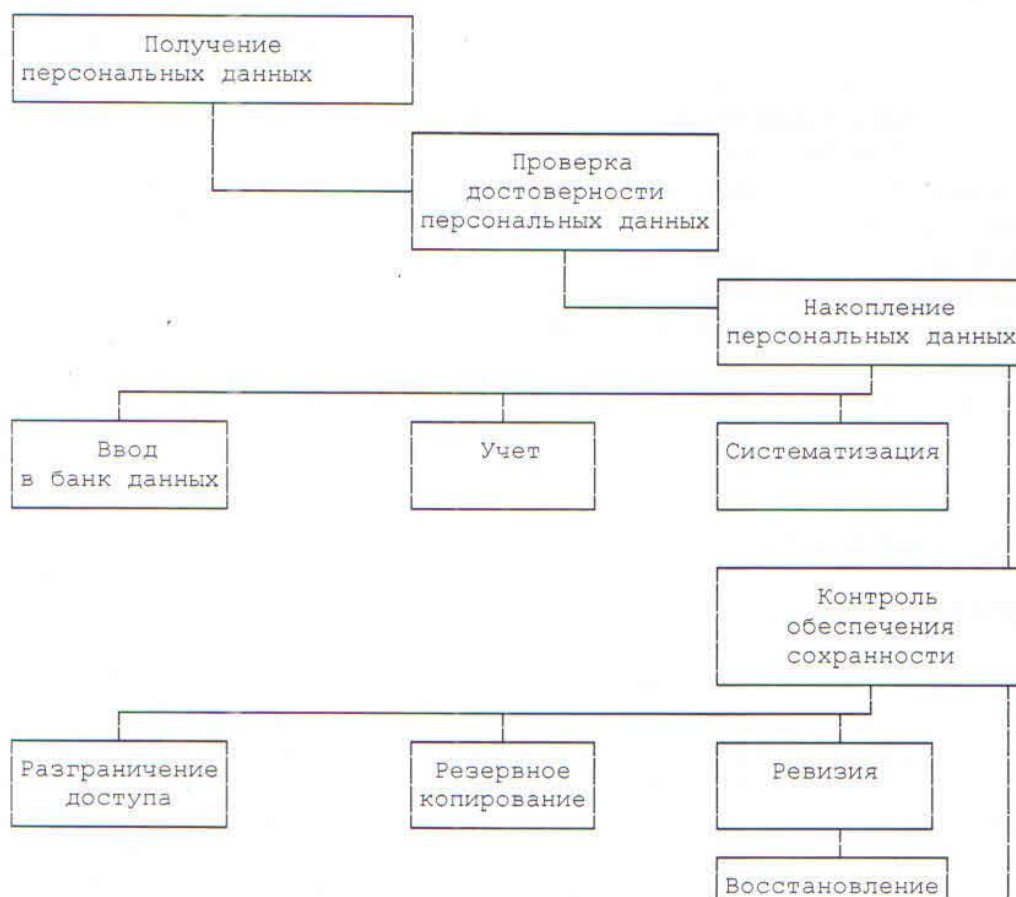 Получение
персональных данных
Проверка
достоверности
персональных данных
Накопление
персональных данных
Ввод
в банк данных
Учет
Систематизация
Контроль
обеспечения
сохранности
Разграничение
доступа
Резервное
копирование
Ревизия
Восстановление